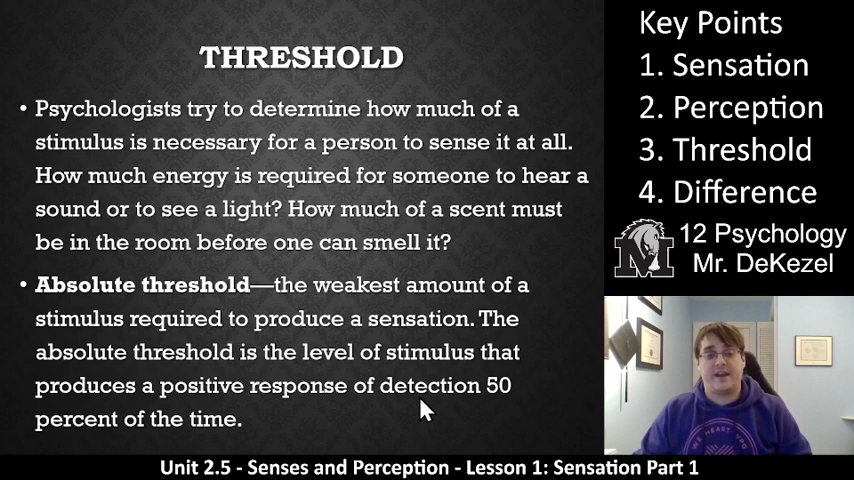 THRESHOLD
• Psychologists try to determine how much of a
stimulus is necessary for a person to sense it at all.
How much energy is required for someone to hear a
sound or to see a light? How much of a scent must
be in the room before one can smell it?
• Absolute threshold—the weakest amount of a
stimulus required to produce a sensation. The
absolute threshold is the level of stimulus that
produces a positive response of detection 50
percent of the time.
Key Points
1. Sensation
2. Perception
3. Threshold
4. Difference
M
12 Psychology
Mr. DeKezel
WE HEART
Unit 2.5 - Senses and Perception - Lesson 1: Sensation Part 1